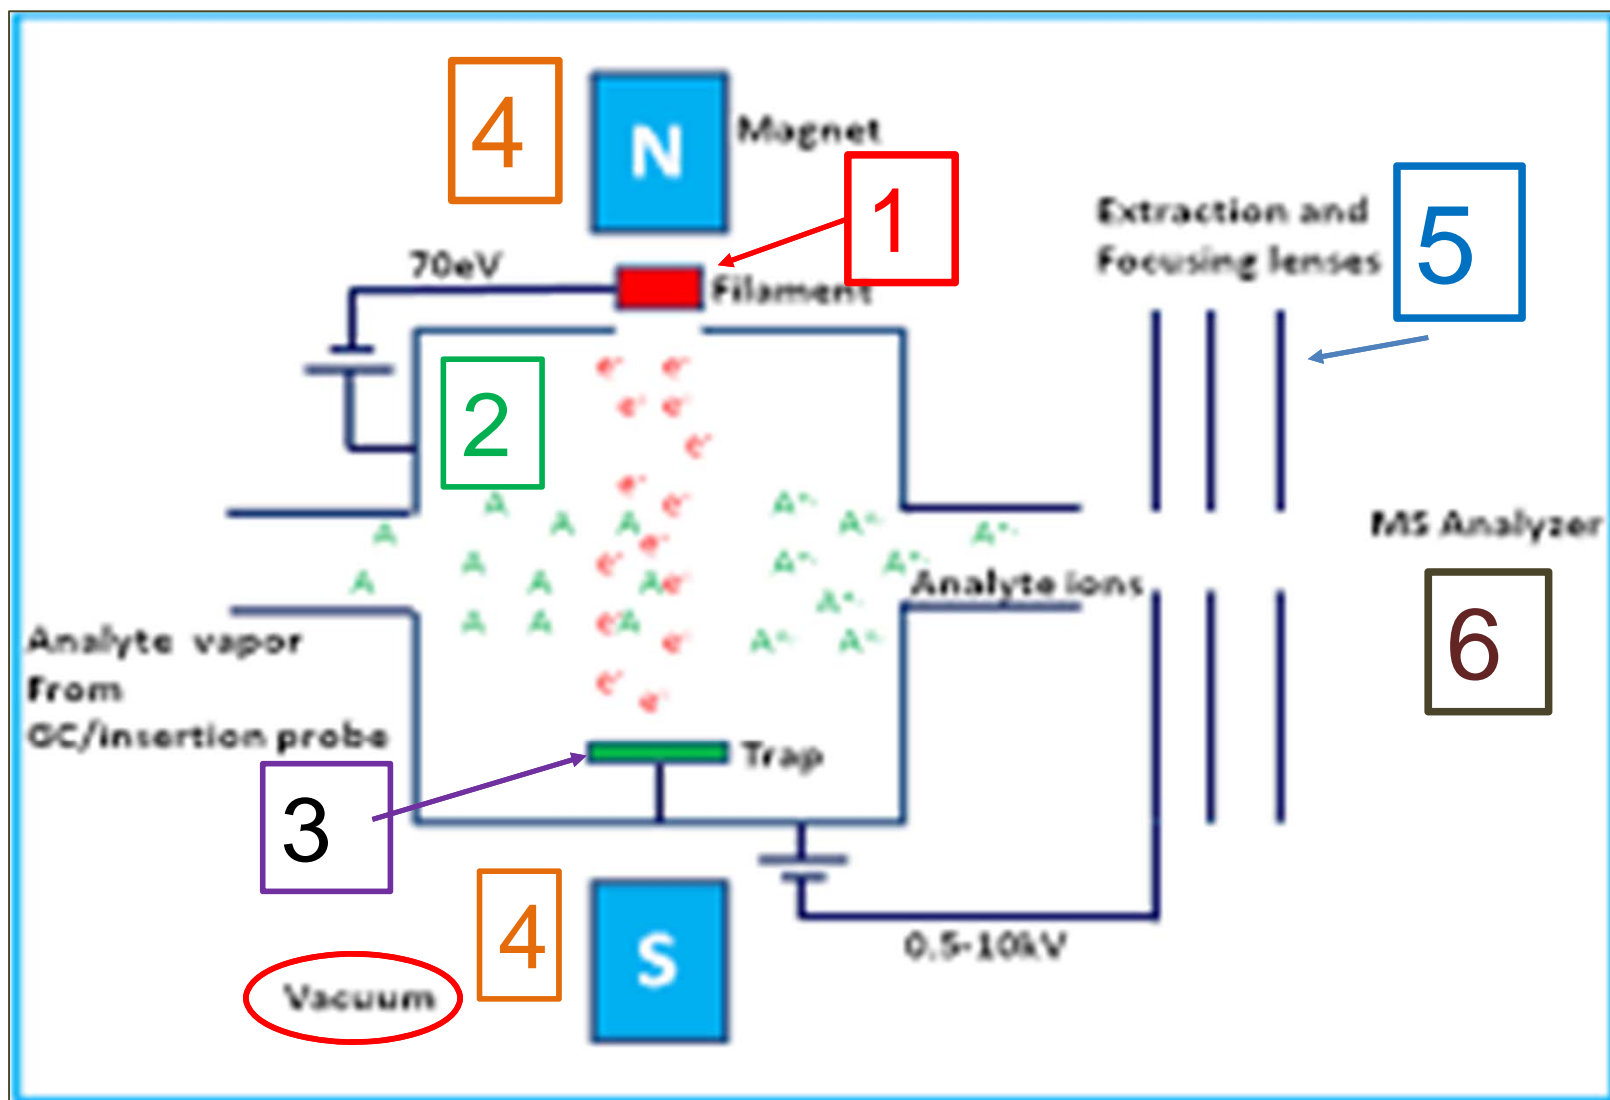 4
N
Magnet
1
Extraction and
Focusing lenses
5
70eV
Filament
2
e⁻ e⁻
e⁻ e⁻
e⁻
e⁻
e⁻
e⁻
e⁻ e⁻
e⁻ e⁻
e⁻ e⁻
A A A A
A A A A
A A A
A⁺· A⁺· A⁺·
A⁺· A⁺·
A⁺·
A⁺· A⁺·
MS Analyzer
Analyte ions
6
Analyte vapor
From
GC/insertion probe
Trap
3
4
S
0.5-10kV
Vacuum